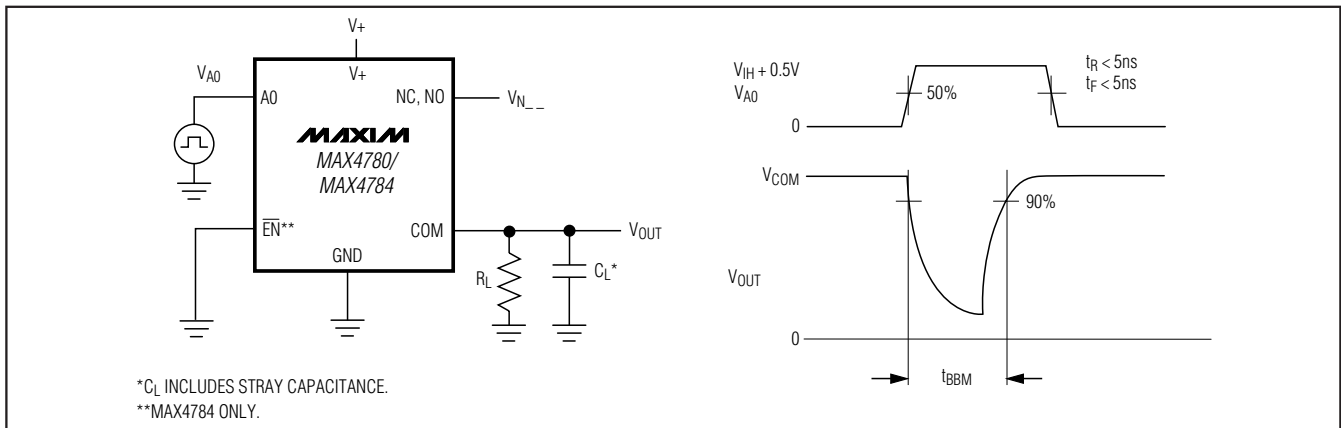 V+
V+
VA0
A0
NC, NO
VN_ _
MAXIM
MAX4780/
MAX4784
EN**
COM
VOUT
GND
RL
CL*
*CL INCLUDES STRAY CAPACITANCE.
**MAX4784 ONLY.
VIH + 0.5V
VA0
0
50%
tR < 5ns
tF < 5ns
VCOM
90%
VOUT
0
tBBM